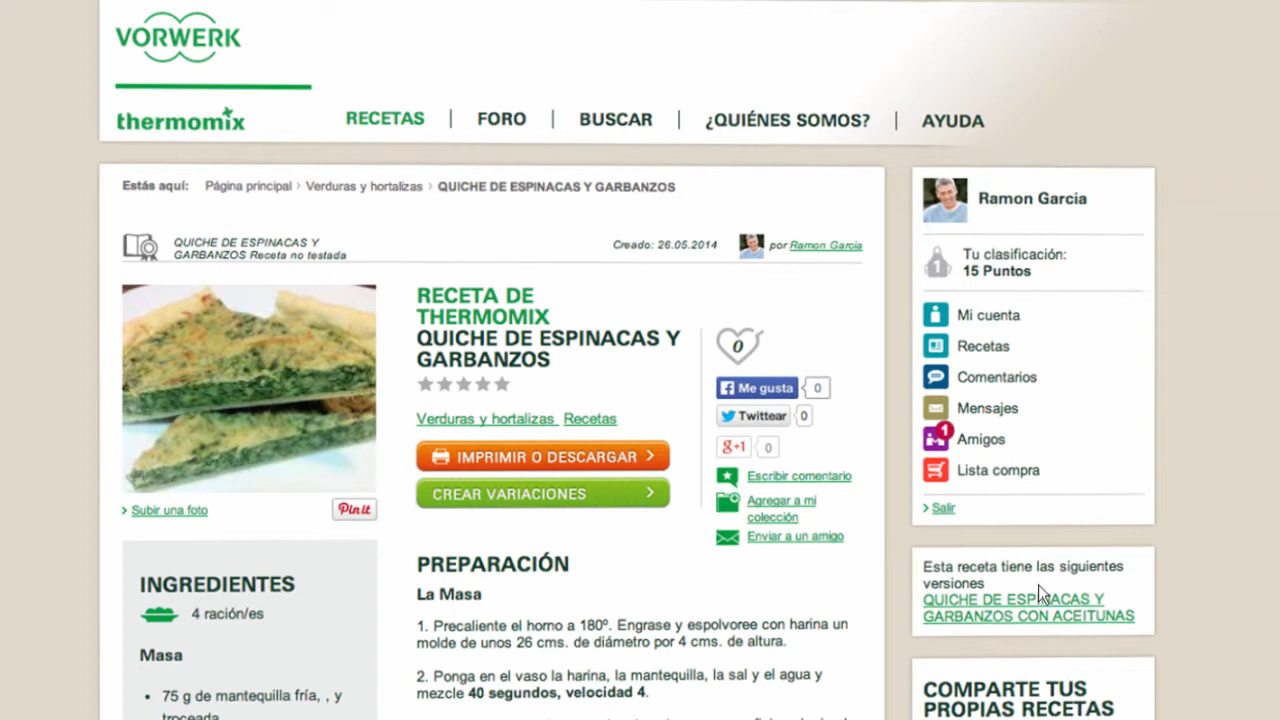 VORWERK
thermomix
RECETAS | FORO | BUSCAR | ¿QUIÉNES SOMOS? | AYUDA
Estás aquí: Página principal › Verduras y hortalizas › QUICHE DE ESPINACAS Y GARBANZOS
QUICHE DE ESPINACAS Y
GARBANZOS Receta no testada
Creado: 26.05.2014
por Ramon Garcia
RECETA DE
THERMOMIX
QUICHE DE ESPINACAS Y
GARBANZOS
Verduras y hortalizas Recetas
IMPRIMIR O DESCARGAR
CREAR VARIACIONES
0
Me gusta 0
Twittear 0
g+1 0
Escribir comentario
Agregar a mi
colección
Enviar a un amigo
Subir una foto
Pin it
INGREDIENTES
4 ración/es
Masa
• 75 g de mantequilla fría, , y
troceada
PREPARACIÓN
La Masa
1. Precaliente el horno a 180º. Engrase y espolvoree con harina un
molde de unos 26 cms. de diámetro por 4 cms. de altura.
2. Ponga en el vaso la harina, la mantequilla, la sal y el agua y
mezcle 40 segundos, velocidad 4.
Ramon Garcia
1
Tu clasificación:
15 Puntos
Mi cuenta
Recetas
Comentarios
Mensajes
1
Amigos
Lista compra
Salir
Esta receta tiene las siguientes
versiones
QUICHE DE ESPINACAS Y
GARBANZOS CON ACEITUNAS
COMPARTE TUS
PROPIAS RECETAS